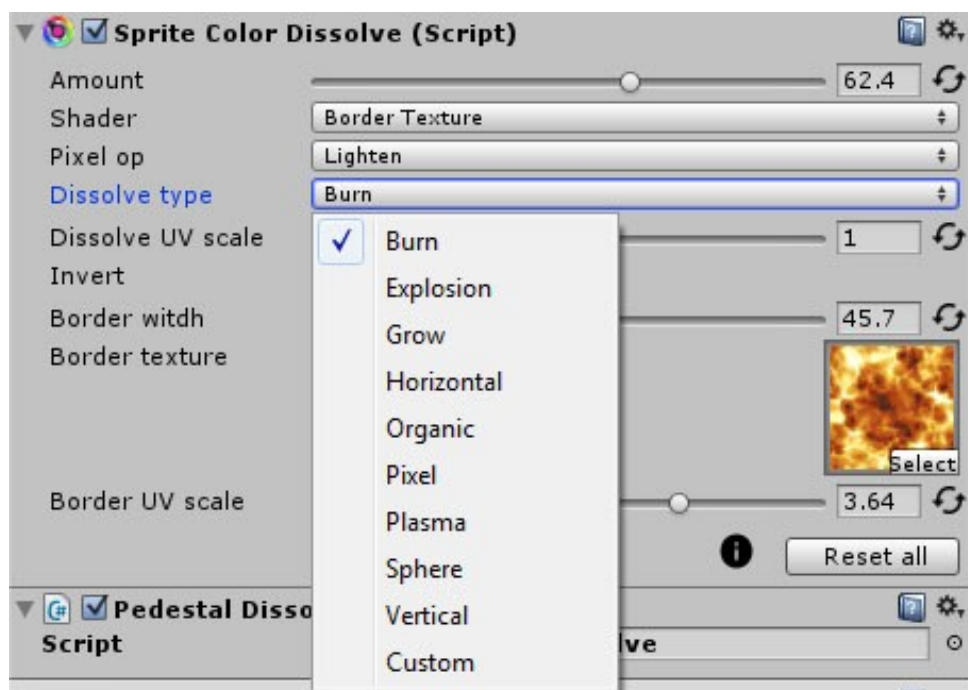 Sprite Color Dissolve (Script)
Amount 62.4
Shader Border Texture
Pixel op Lighten
Dissolve type Burn
Dissolve UV scale 1
Burn
Invert
Explosion
Border witdh 45.7
Grow
Border texture
Horizontal
Organic
Select
Pixel
Border UV scale 3.64
Plasma
Reset all
Sphere
Pedestal Disso
Vertical
Script lve
Custom